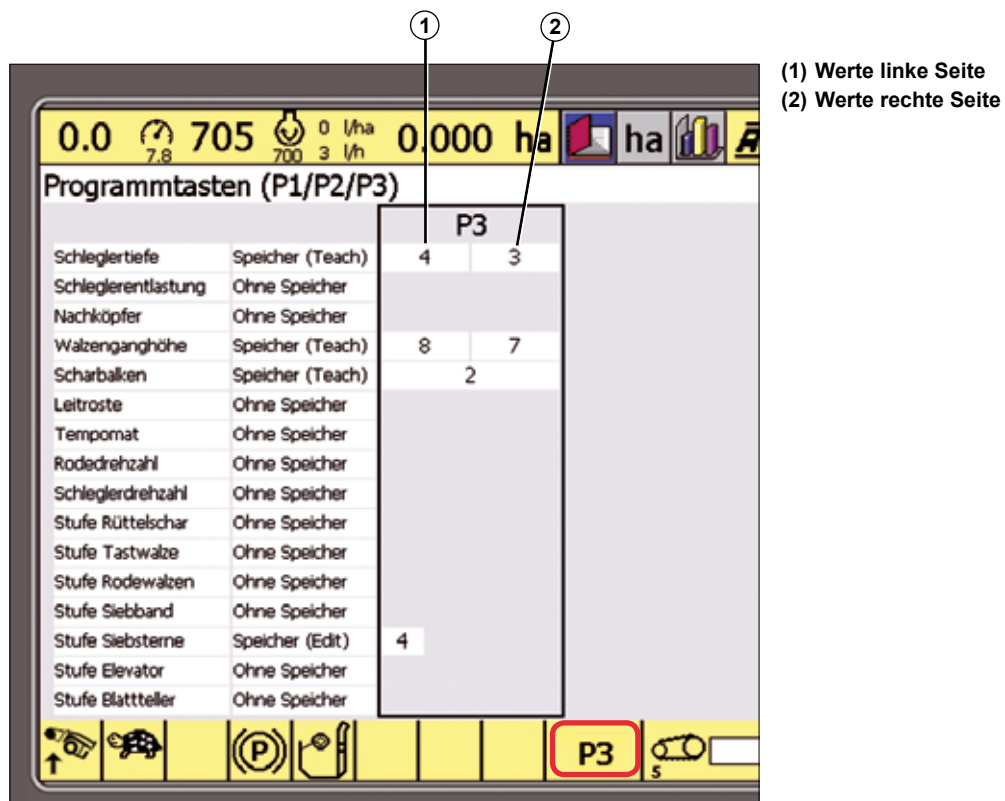 1
2
(1) Werte linke Seite
(2) Werte rechte Seite
0.0 7.8 705 700 0 l/ha 3 l/h 0.000 ha ha
Programmtasten (P1/P2/P3)
P3
Schleglertiefe Speicher (Teach) 4 3
Schleglerentlastung Ohne Speicher
Nachköpfer Ohne Speicher
Walzenganghöhe Speicher (Teach) 8 7
Scharbalken Speicher (Teach) 2
Leitroste Ohne Speicher
Tempomat Ohne Speicher
Rodedrehzahl Ohne Speicher
Schleglerdrehzahl Ohne Speicher
Stufe Rüttelschar Ohne Speicher
Stufe Tastwalze Ohne Speicher
Stufe Rodewalzen Ohne Speicher
Stufe Siebband Ohne Speicher
Stufe Siebsterne Speicher (Edit) 4
Stufe Elevator Ohne Speicher
Stufe Blattteller Ohne Speicher
(P) P3 5